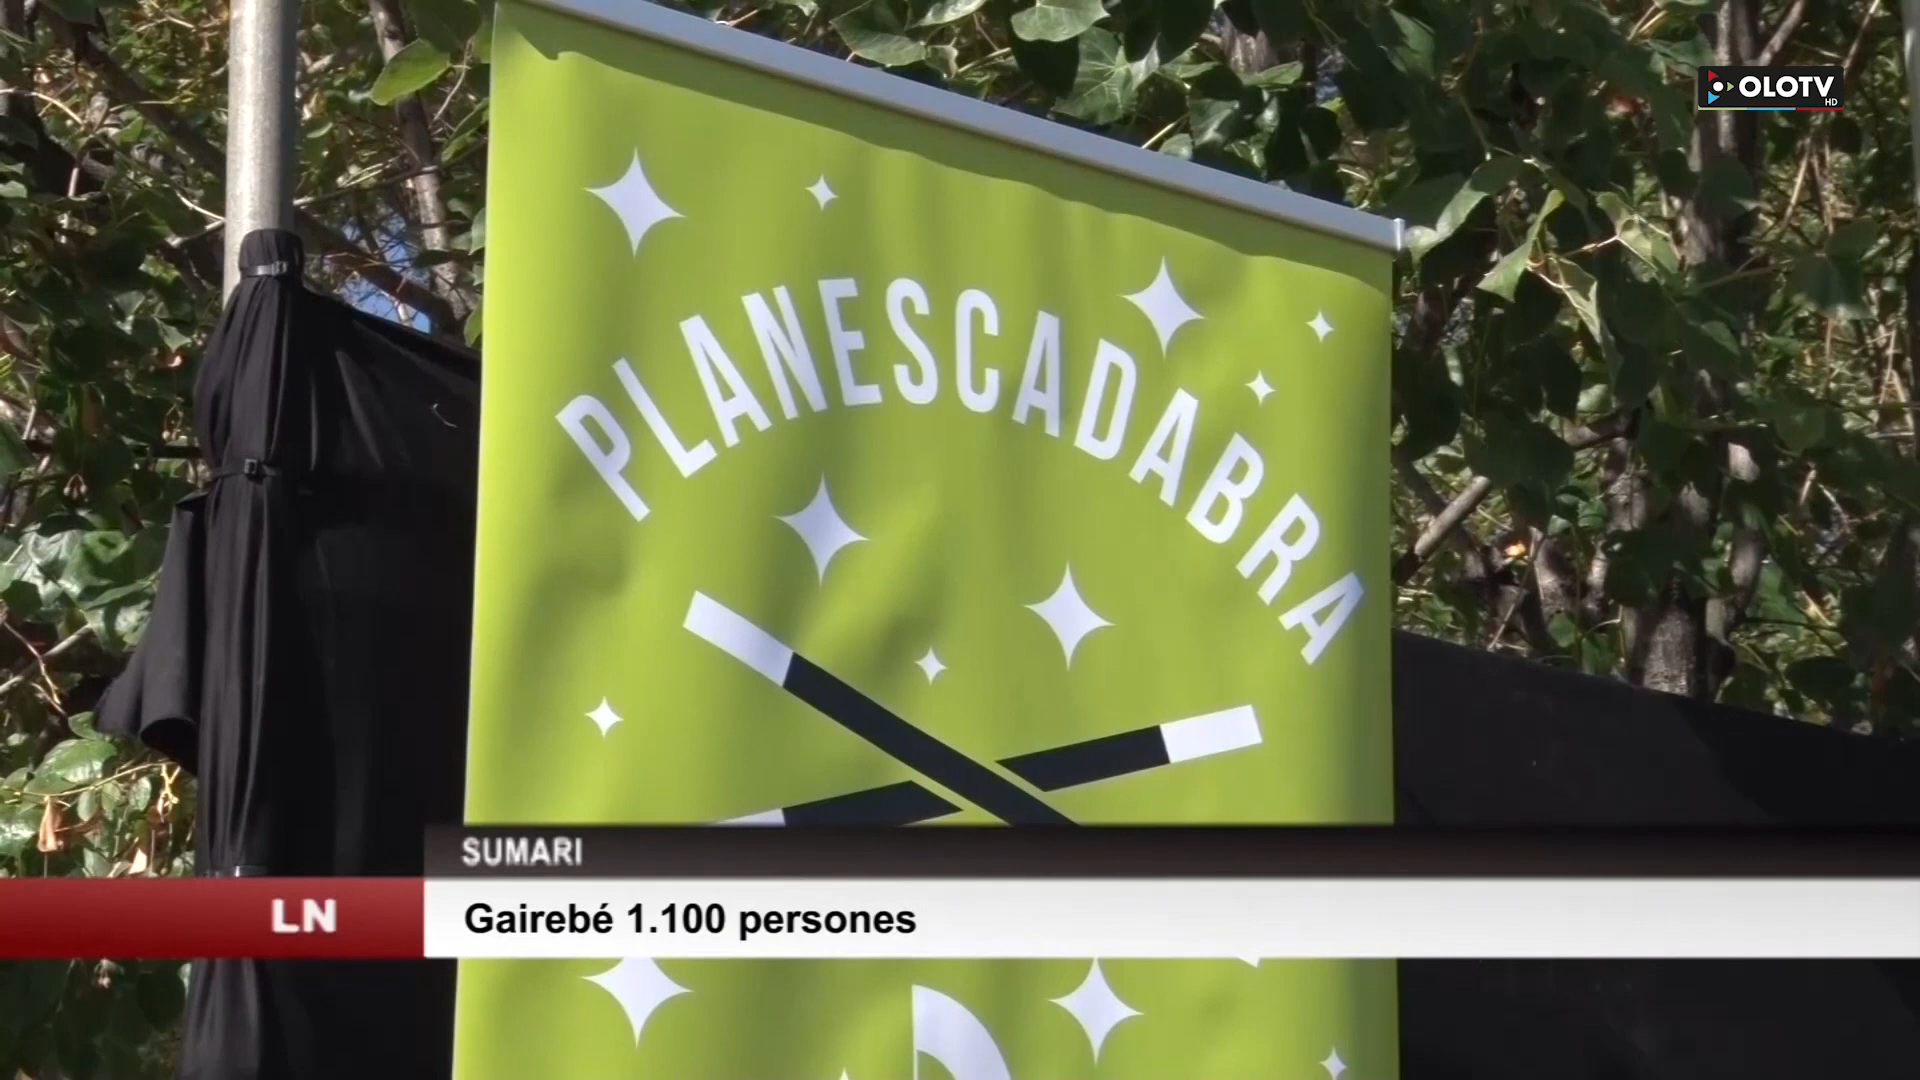 OLOTV
HD
PLANESCADABRA
SUMARI
LN
Gairebé 1.100 persones